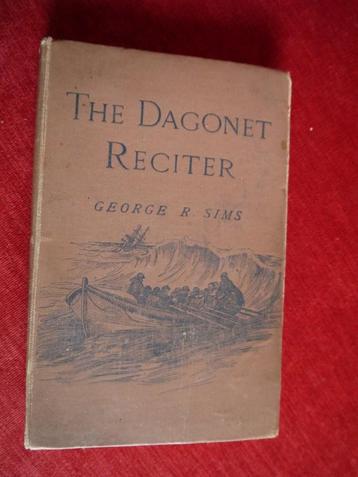 THE DAGONET
RECITER
GEORGE R. SIMS